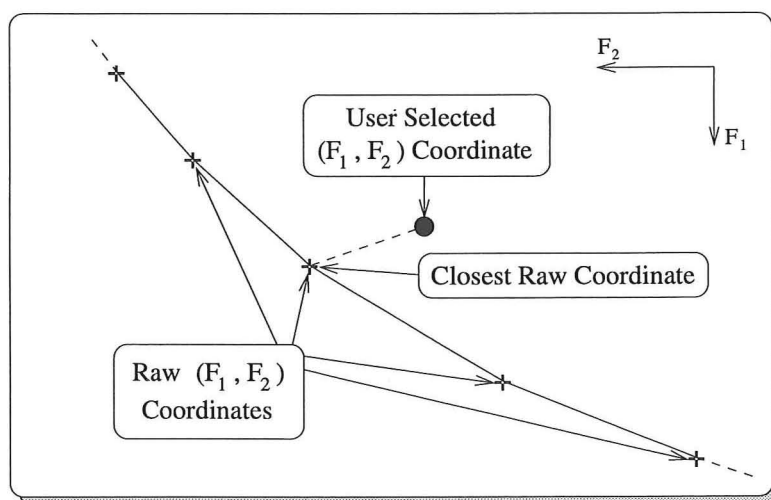 F2
F1
User Selected
(F1 , F2) Coordinate
Closest Raw Coordinate
Raw (F1 , F2)
Coordinates